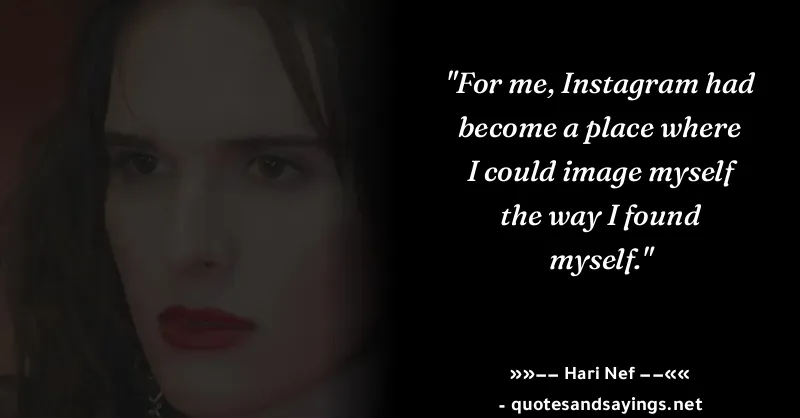 "For me, Instagram had
become a place where
I could image myself
the way I found
myself."
»»−− Hari Nef −−««
- quotesandsayings.net